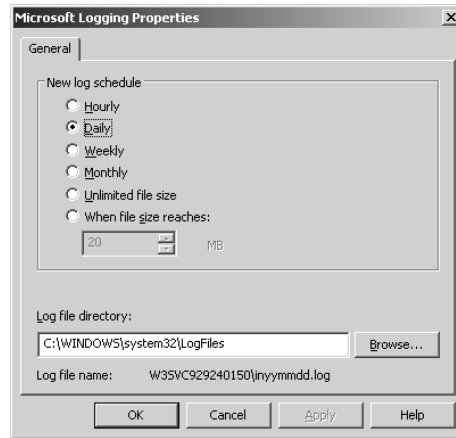 Microsoft Logging Properties
General
New log schedule
Hourly
Daily
Weekly
Monthly
Unlimited file size
When file size reaches:
20 MB
Log file directory:
C:\WINDOWS\system32\LogFiles
Browse...
Log file name: W3SVC929240150\inyymmdd.log
OK Cancel Apply Help